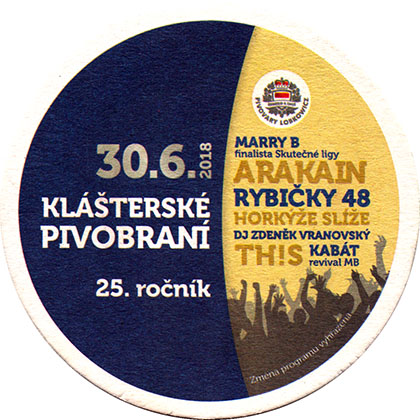 30.6.2018
KLÁŠTERSKÉ
PIVOBRANÍ
25. ročník
PIVOVARY LOBKOWICZ
MARRY B
finalista Skutečné ligy
ARAKAIN
RYBIČKY 48
HORKÝŽE SLÍŽE
DJ ZDENĚK VRANOVSKÝ
TH!S
KABÁT
revival MB
Změna programu vyhrazena.